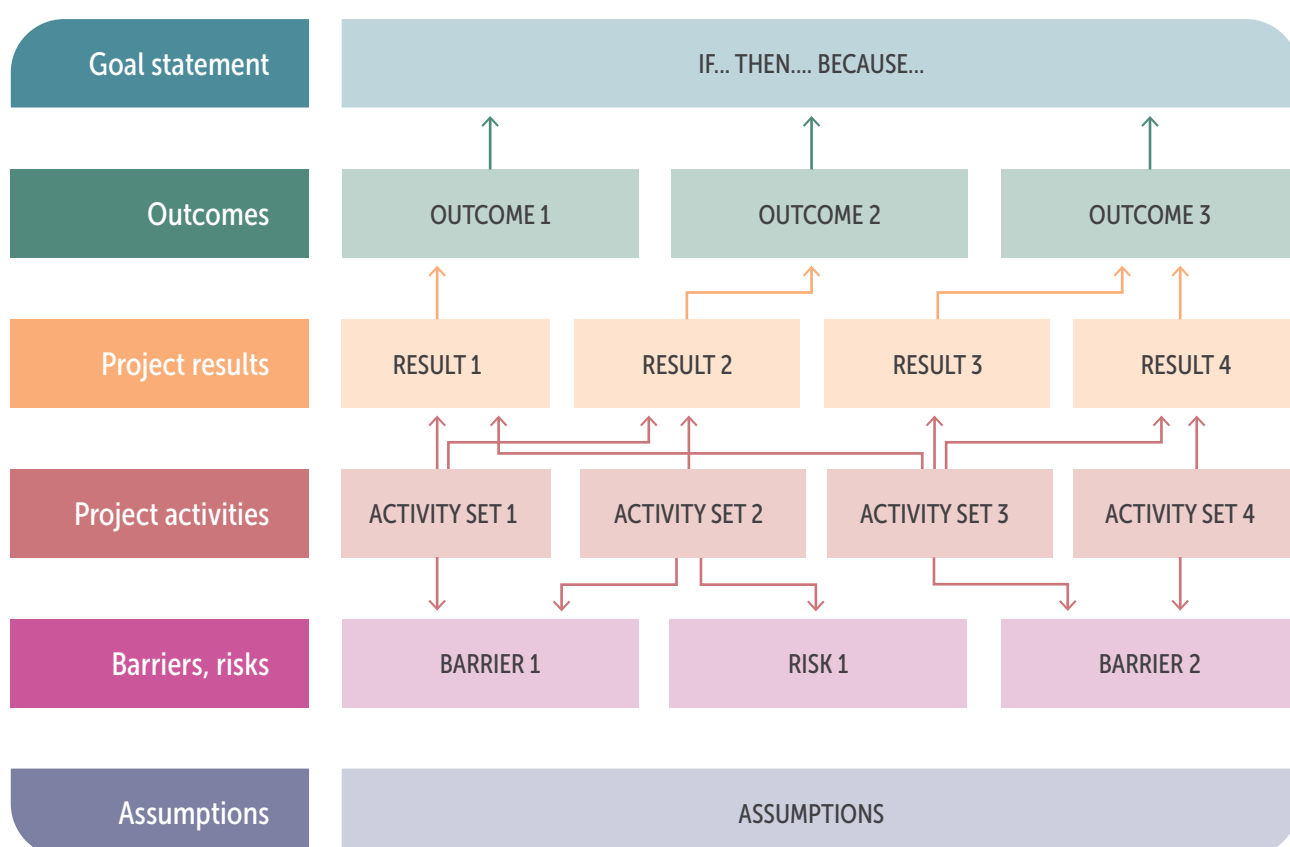 Goal statement
IF... THEN.... BECAUSE...
Outcomes
OUTCOME 1
OUTCOME 2
OUTCOME 3
Project results
RESULT 1
RESULT 2
RESULT 3
RESULT 4
Project activities
ACTIVITY SET 1
ACTIVITY SET 2
ACTIVITY SET 3
ACTIVITY SET 4
Barriers, risks
BARRIER 1
RISK 1
BARRIER 2
Assumptions
ASSUMPTIONS